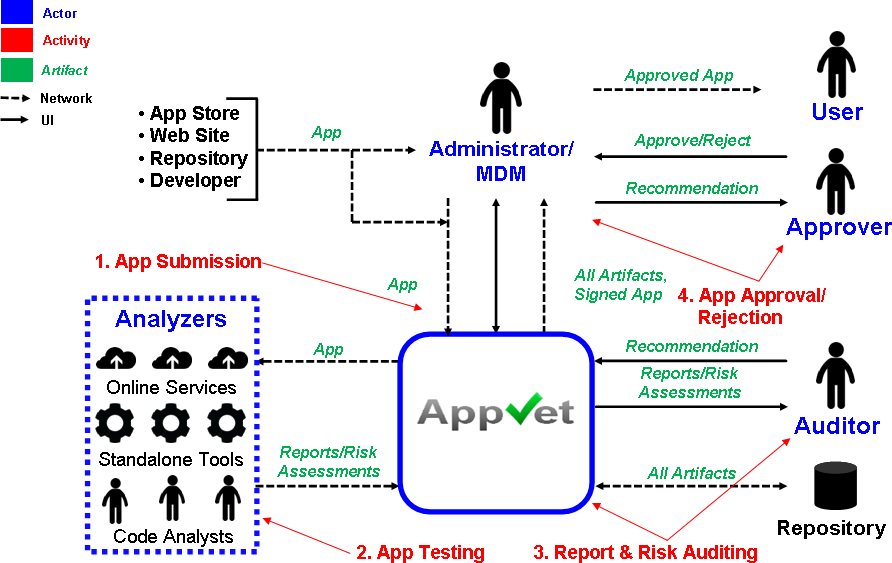 Actor
Activity
Artifact
Network
UI
• App Store
• Web Site
• Repository
• Developer
App
Administrator/
MDM
Approved App
User
Approve/Reject
Recommendation
Approver
1. App Submission
App
All Artifacts,
Signed App
4. App Approval/
Rejection
Analyzers
Online Services
Standalone Tools
Code Analysts
App
Reports/Risk
Assessments
AppVet
Recommendation
Reports/Risk
Assessments
Auditor
All Artifacts
Repository
2. App Testing
3. Report & Risk Auditing